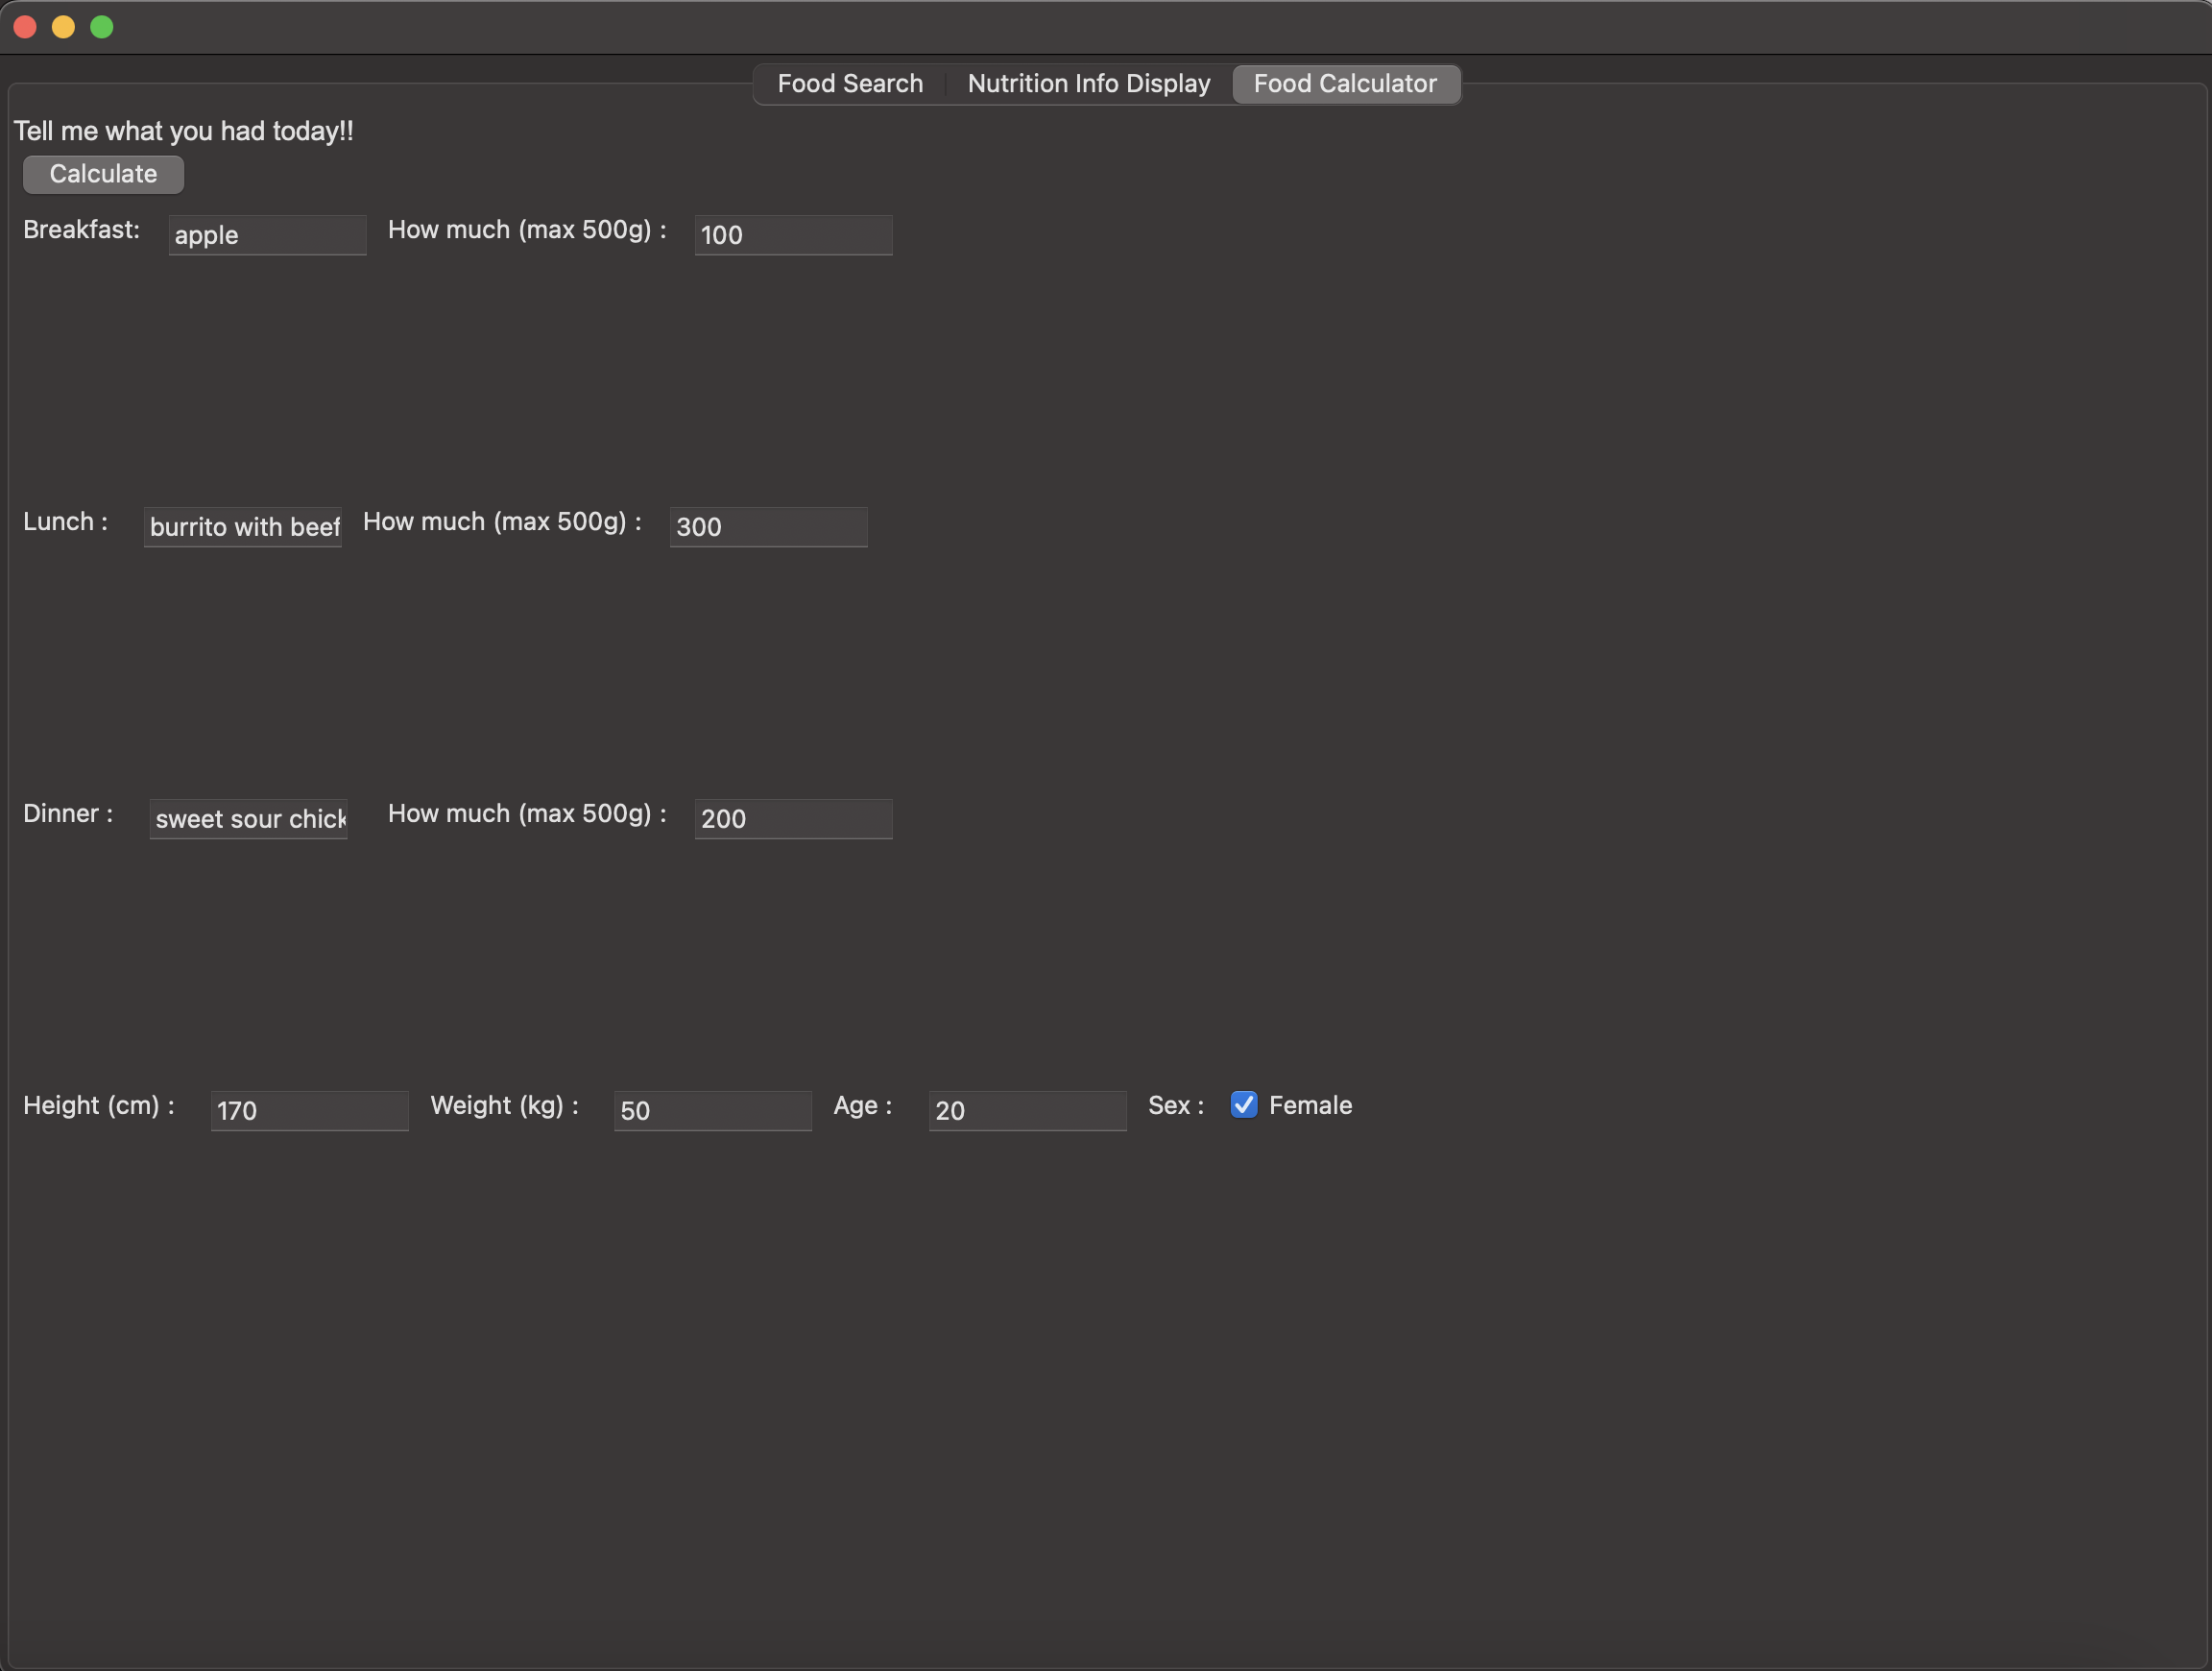 Food Search Nutrition Info Display Food Calculator
Tell me what you had today!!
Calculate
Breakfast: apple How much (max 500g) : 100
Lunch : burrito with beef How much (max 500g) : 300
Dinner : sweet sour chick How much (max 500g) : 200
Height (cm) : 170 Weight (kg) : 50 Age : 20 Sex : Female